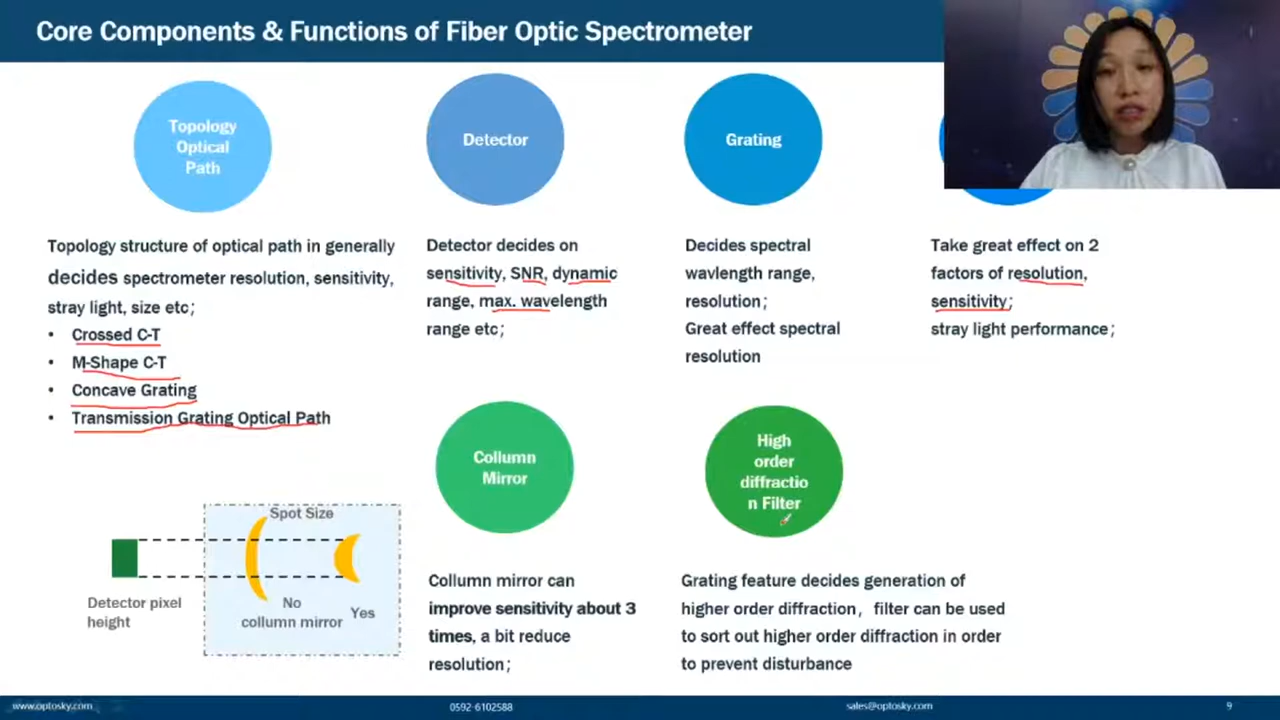 Core Components & Functions of Fiber Optic Spectrometer
Topology
Optical
Path
Detector
Grating
Topology structure of optical path in generally
decides spectrometer resolution, sensitivity,
stray light, size etc;
• Crossed C-T
• M-Shape C-T
• Concave Grating
• Transmission Grating Optical Path
Detector decides on
sensitivity, SNR, dynamic
range, max. wavelength
range etc;
Decides spectral
wavlength range,
resolution;
Great effect spectral
resolution
Take great effect on 2
factors of resolution,
sensitivity;
stray light performance;
Collumn
Mirror
High
order
diffractio
n Filter
Spot Size
Detector pixel
height
No
collumn mirror
Yes
Collumn mirror can
improve sensitivity about 3
times, a bit reduce
resolution;
Grating feature decides generation of
higher order diffraction, filter can be used
to sort out higher order diffraction in order
to prevent disturbance
www.optosky.com
0592-6102588
sales@optosky.com
9